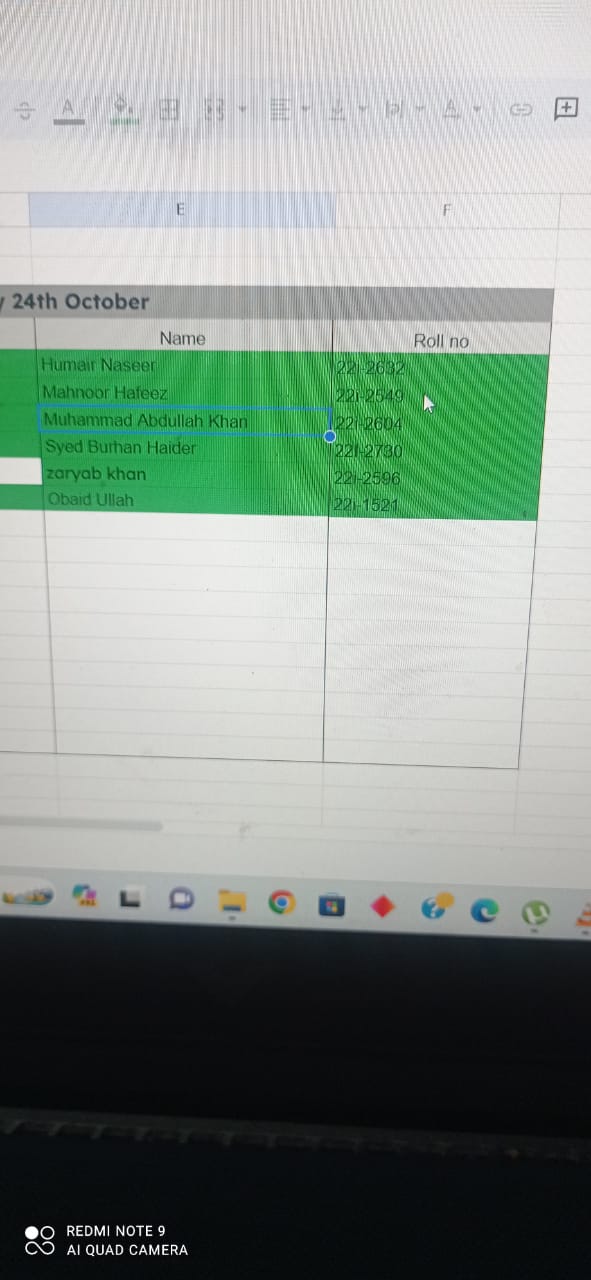 E F
y 24th October
Name Roll no
Humair Naseer 22i-2632
Mahnoor Hafeez 22i-2549
Muhammad Abdullah Khan 22i-2604
Syed Burhan Haider 22i-2730
zaryab khan 22i-2596
Obaid Ullah 22i-1521
REDMI NOTE 9
AI QUAD CAMERA